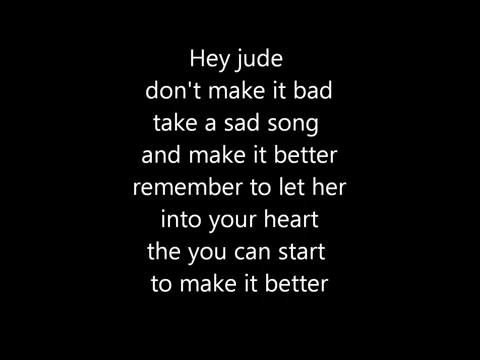 Hey jude
don't make it bad
take a sad song
and make it better
remember to let her
into your heart
the you can start
to make it better